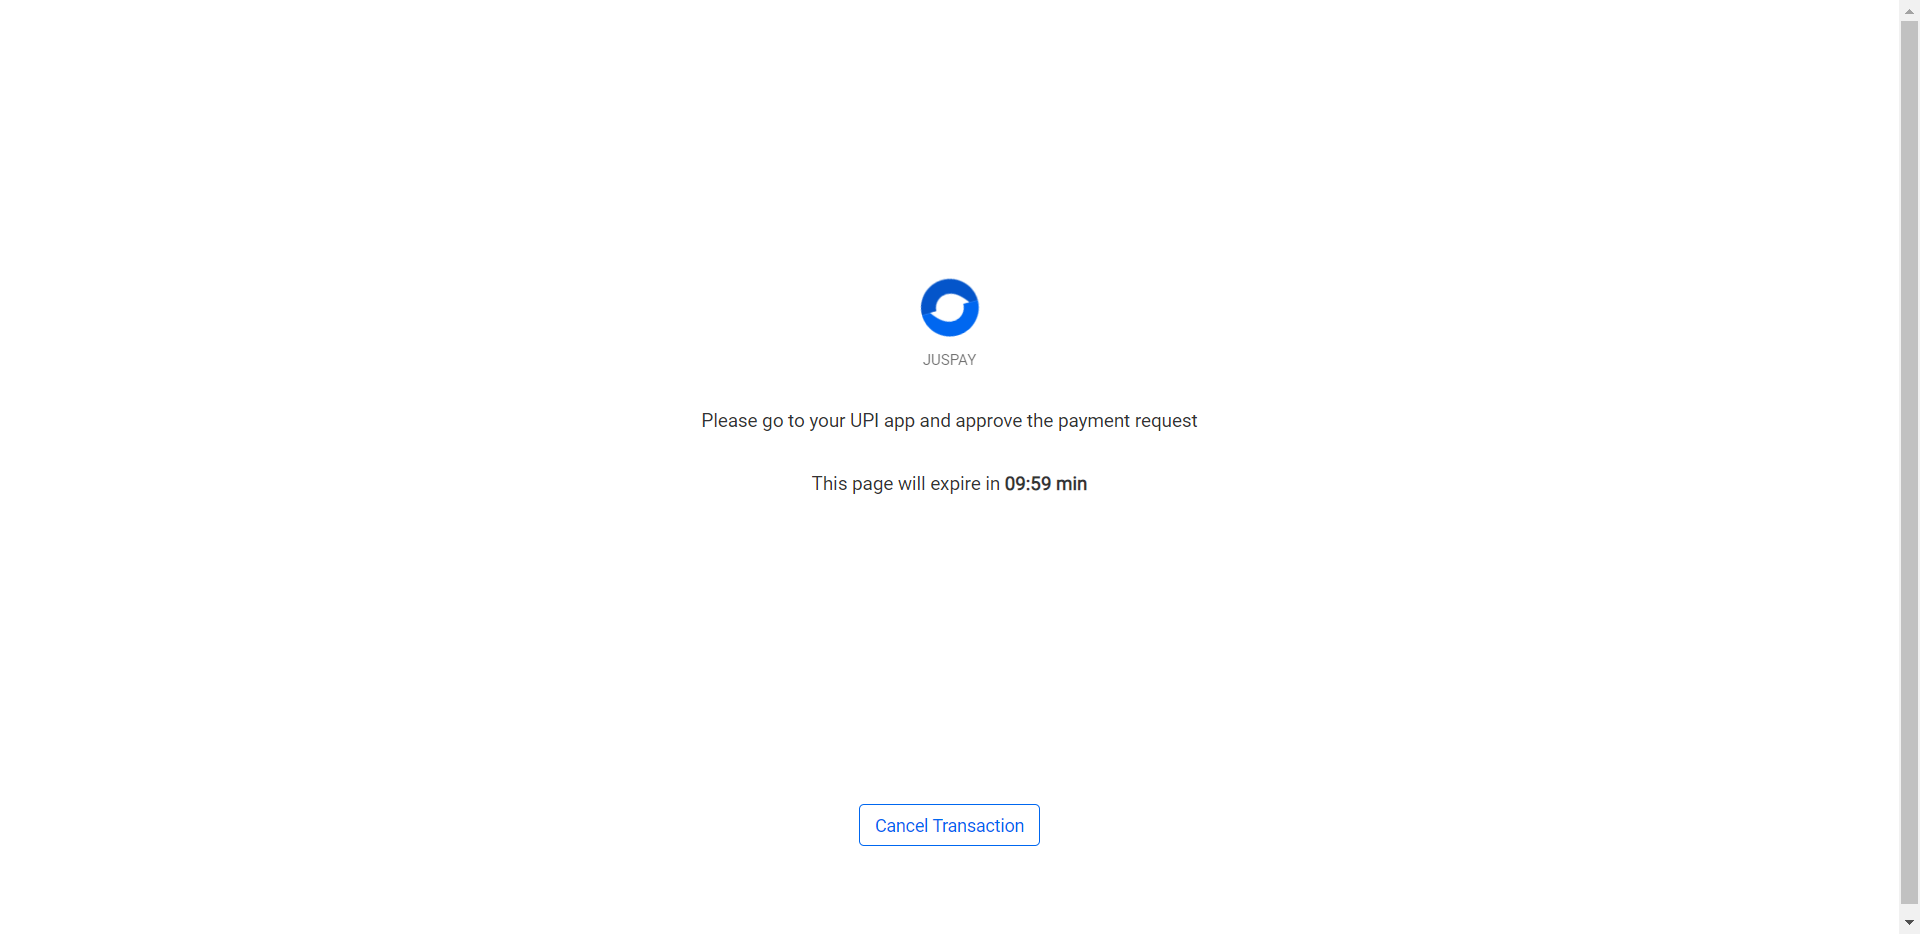 JUSPAY
Please go to your UPI app and approve the payment request
This page will expire in 09:59 min
Cancel Transaction